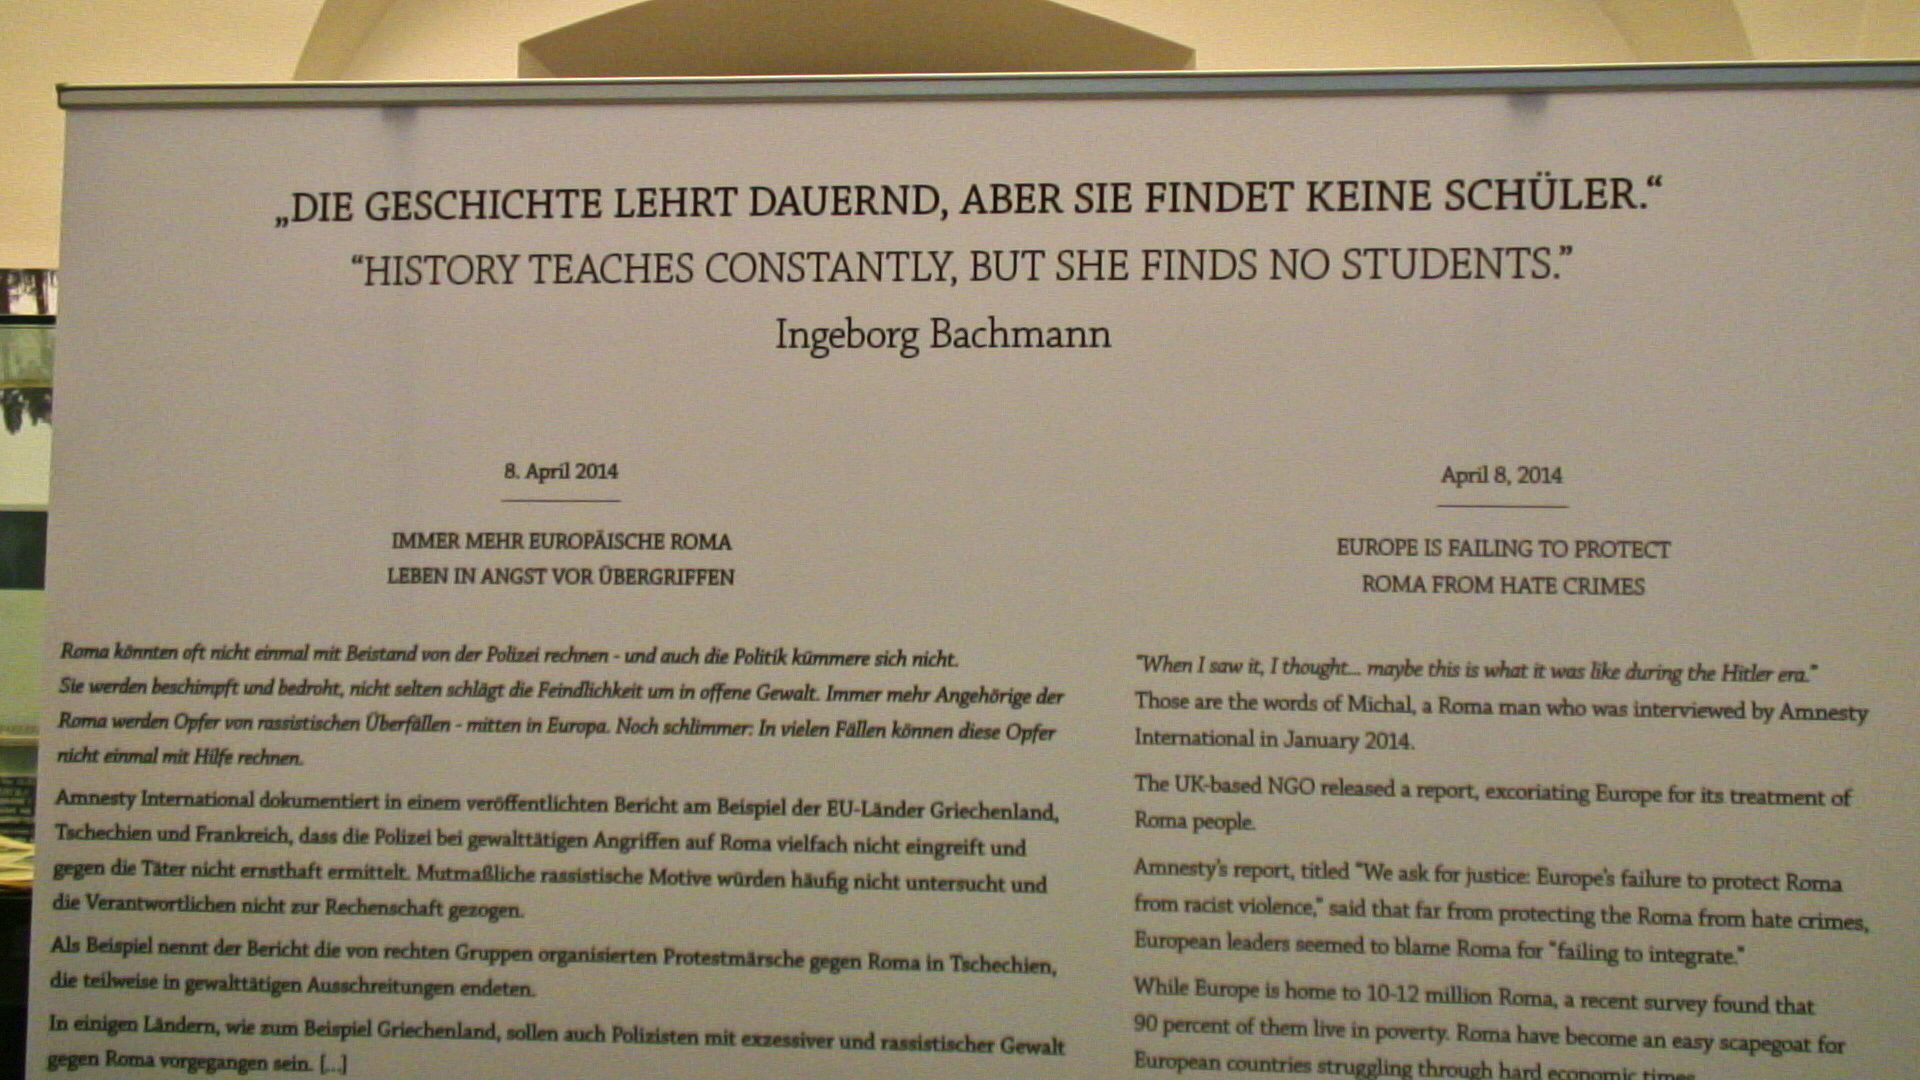 „DIE GESCHICHTE LEHRT DAUERND, ABER SIE FINDET KEINE SCHÜLER.“
“HISTORY TEACHES CONSTANTLY, BUT SHE FINDS NO STUDENTS.”
Ingeborg Bachmann
8. April 2014
IMMER MEHR EUROPÄISCHE ROMA
LEBEN IN ANGST VOR ÜBERGRIFFEN
Roma könnten oft nicht einmal mit Beistand von der Polizei rechnen - und auch die Politik kümmere sich nicht.
Sie werden beschimpft und bedroht, nicht selten schlägt die Feindlichkeit um in offene Gewalt. Immer mehr Angehörige der
Roma werden Opfer von rassistischen Überfällen - mitten in Europa. Noch schlimmer: In vielen Fällen können diese Opfer
nicht einmal mit Hilfe rechnen.
Amnesty International dokumentiert in einem veröffentlichten Bericht am Beispiel der EU-Länder Griechenland,
Tschechien und Frankreich, dass die Polizei bei gewalttätigen Angriffen auf Roma vielfach nicht eingreift und
gegen die Täter nicht ernsthaft ermittelt. Mutmaßliche rassistische Motive würden häufig nicht untersucht und
die Verantwortlichen nicht zur Rechenschaft gezogen.
Als Beispiel nennt der Bericht die von rechten Gruppen organisierten Protestmärsche gegen Roma in Tschechien,
die teilweise in gewalttätigen Ausschreitungen endeten.
In einigen Ländern, wie zum Beispiel Griechenland, sollen auch Polizisten mit exzessiver und rassistischer Gewalt
gegen Roma vorgegangen sein. [...]
April 8, 2014
EUROPE IS FAILING TO PROTECT
ROMA FROM HATE CRIMES
"When I saw it, I thought... maybe this is what it was like during the Hitler era."
Those are the words of Michal, a Roma man who was interviewed by Amnesty
International in January 2014.
The UK-based NGO released a report, excoriating Europe for its treatment of
Roma people.
Amnesty's report, titled "We ask for justice: Europe's failure to protect Roma
from racist violence," said that far from protecting the Roma from hate crimes,
European leaders seemed to blame Roma for "failing to integrate."
While Europe is home to 10-12 million Roma, a recent survey found that
90 percent of them live in poverty. Roma have become an easy scapegoat for
European countries struggling through hard economic times